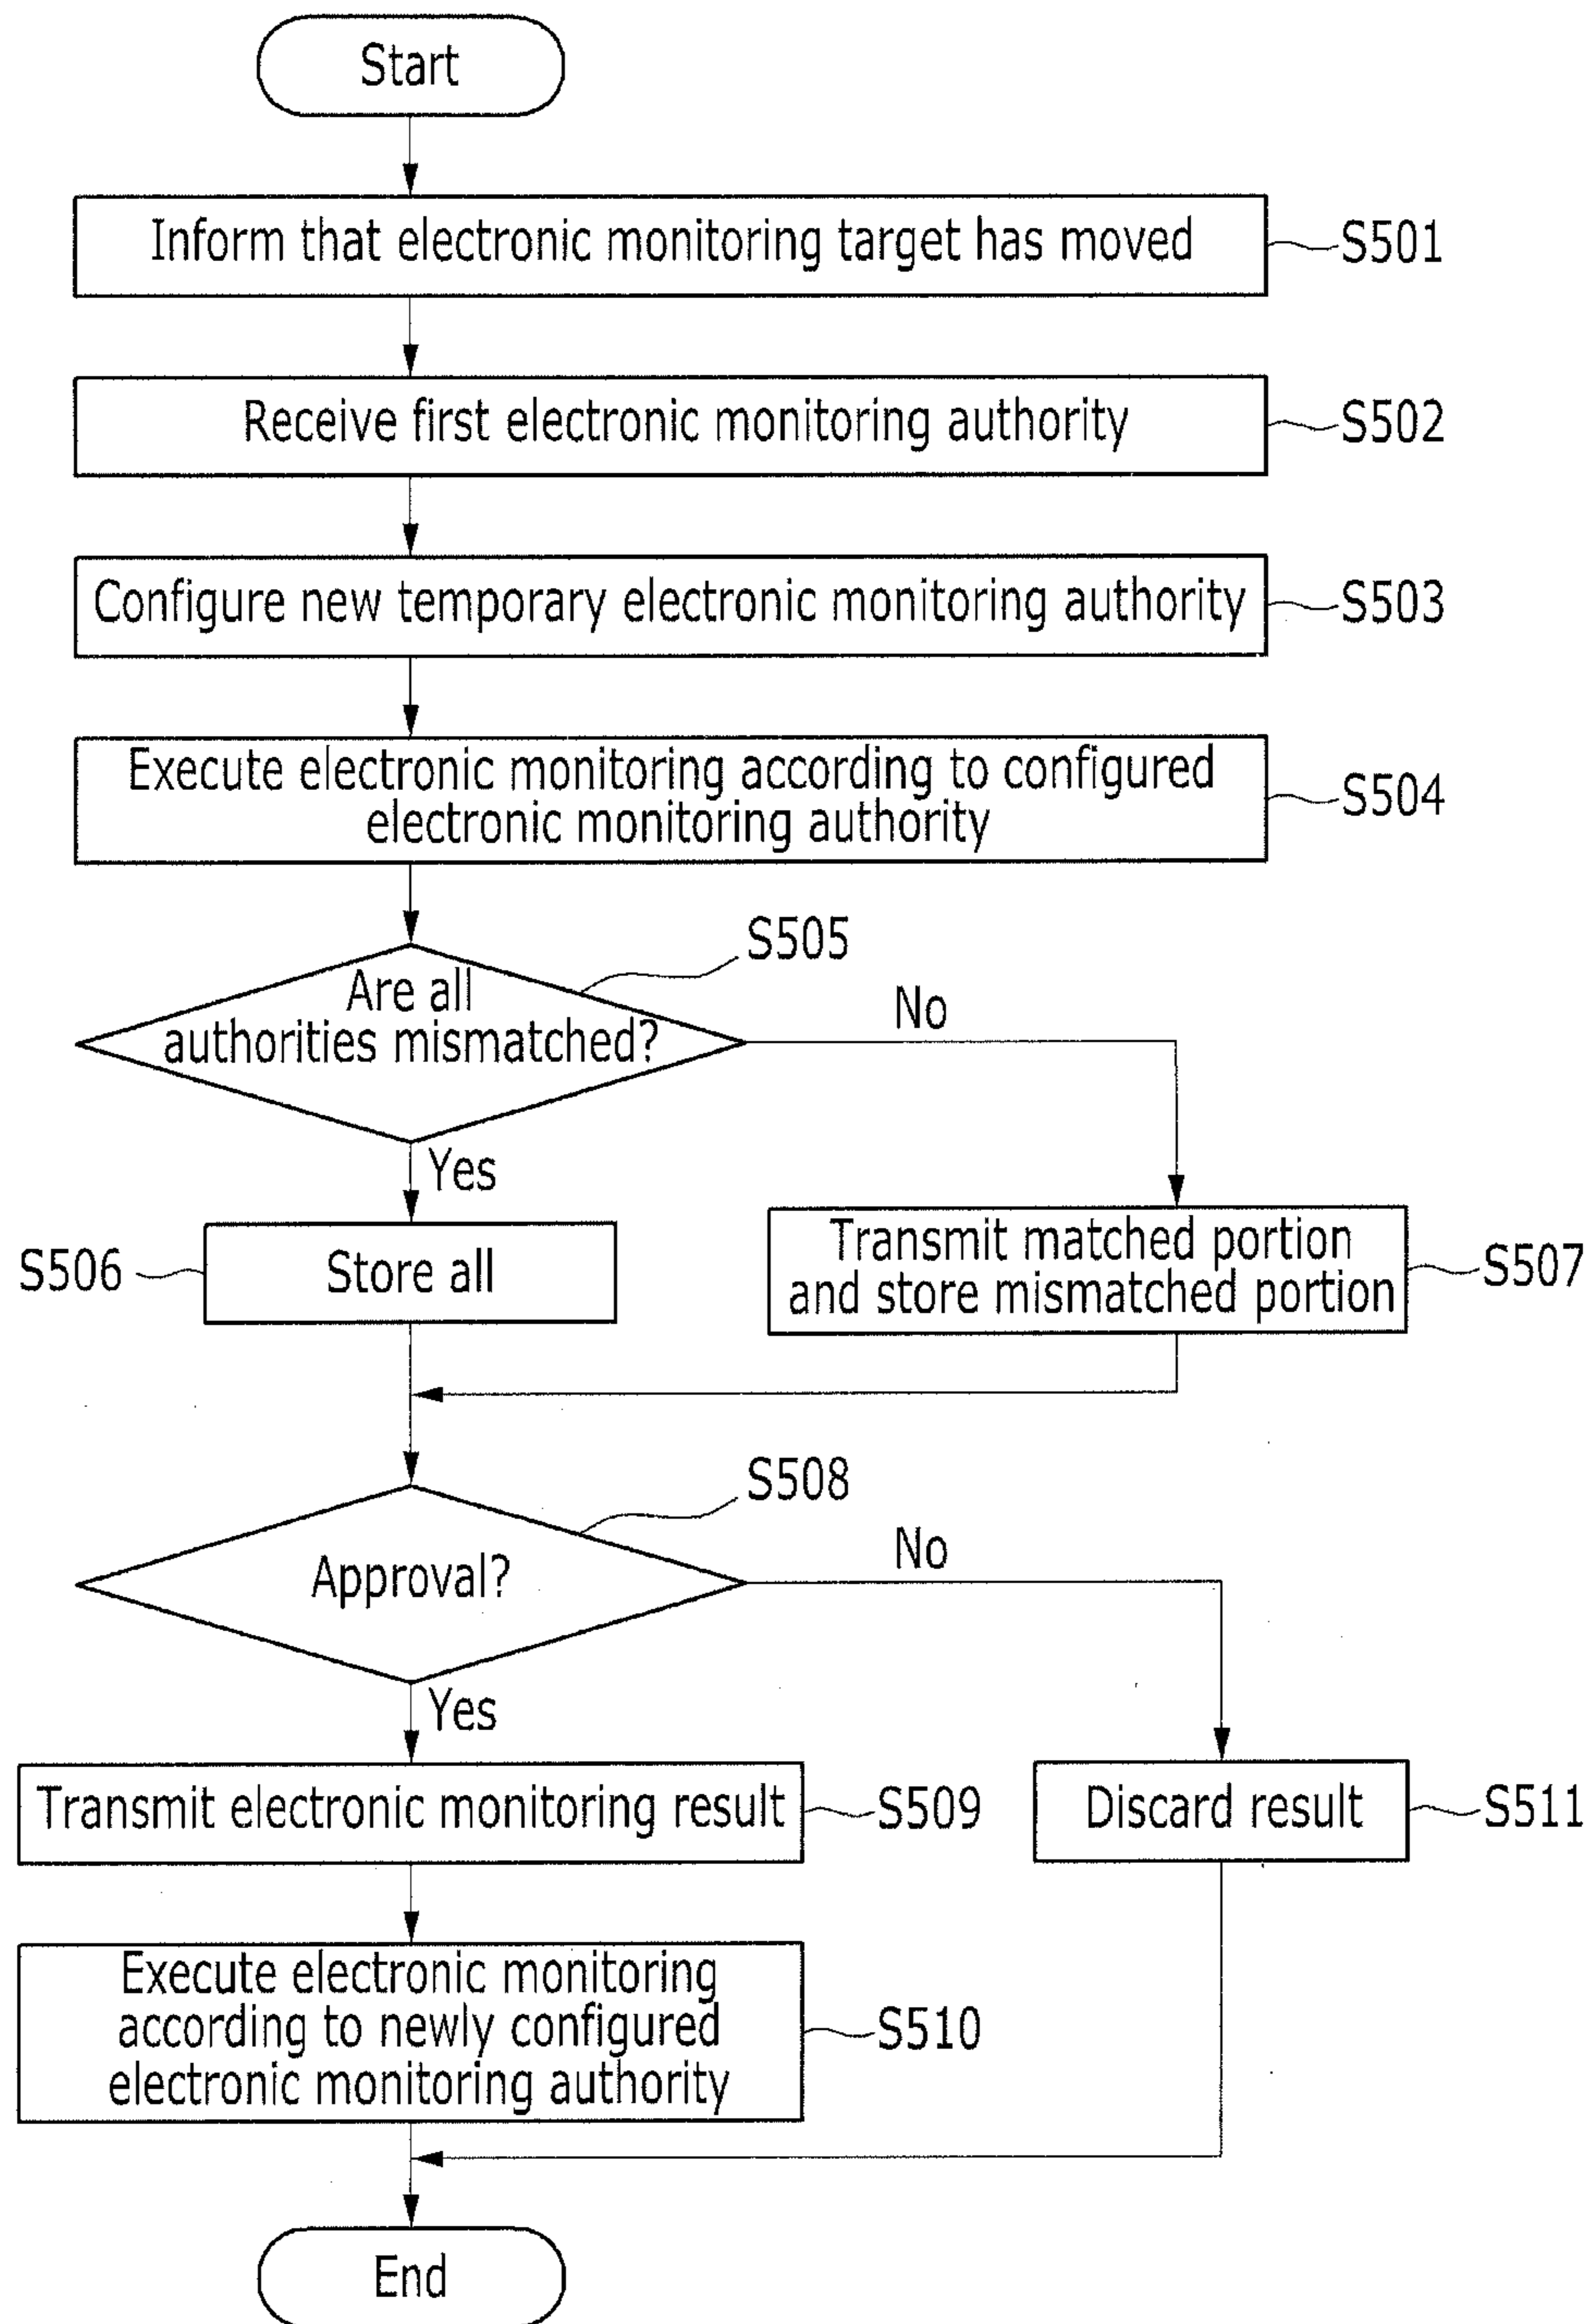 Start
Inform that electronic monitoring target has moved
S501
Receive first electronic monitoring authority
S502
Configure new temporary electronic monitoring authority
S503
Execute electronic monitoring according to configured
electronic monitoring authority
S504
S505
Are all
authorities mismatched?
No
Yes
S506
Store all
Transmit matched portion
and store mismatched portion
S507
S508
Approval?
No
Yes
Transmit electronic monitoring result
S509
Discard result
S511
Execute electronic monitoring
according to newly configured
electronic monitoring authority
S510
End